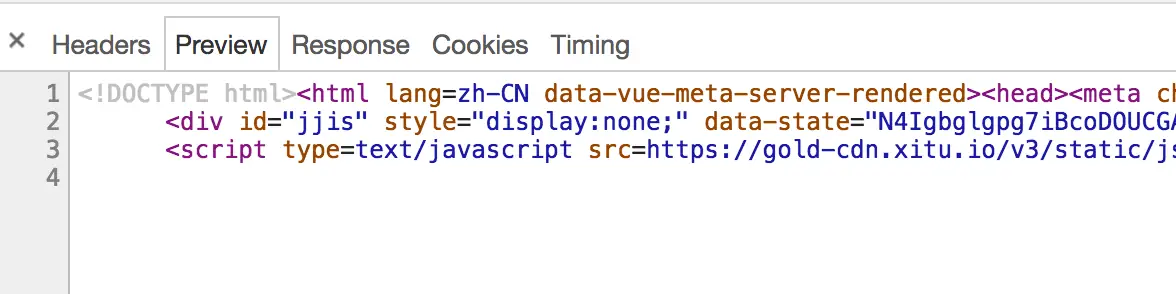 × Headers Preview Response Cookies Timing
1 <!DOCTYPE html><html lang=zh-CN data-vue-meta-server-rendered><head><meta ch
2 <div id="jjis" style="display:none;" data-state="N4Igbglgpg7iBcoDOUCGA
3 <script type=text/javascript src=https://gold-cdn.xitu.io/v3/static/js
4